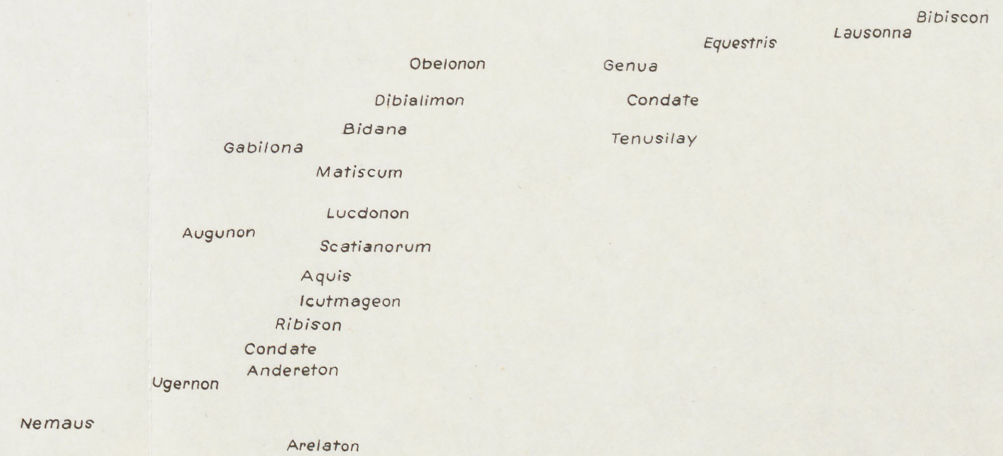 Bibiscon
Lausonna
Equestris
Obelonon
Genua
Dibialimon
Condate
Bidana
Tenusilay
Gabilona
Matiscum
Lucdonon
Augunon
Scatianorum
Aquis
Icutmageon
Ribison
Condate
Andereton
Ugernon
Nemaus
Arelaton